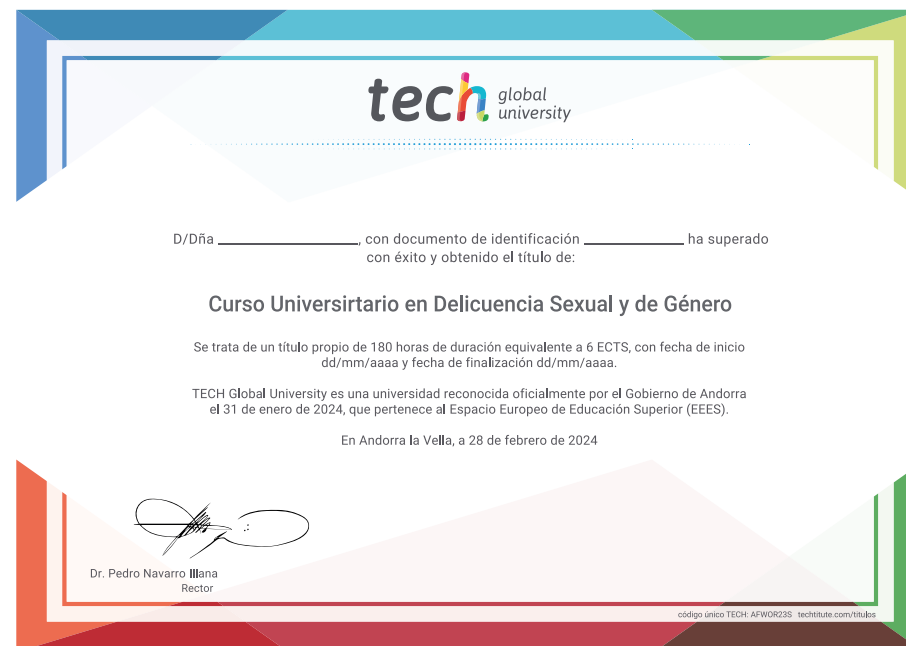 tech global
university
D/Dña ______________, con documento de identificación __________ ha superado
con éxito y obtenido el título de:
Curso Universirtario en Delicuencia Sexual y de Género
Se trata de un título propio de 180 horas de duración equivalente a 6 ECTS, con fecha de inicio
dd/mm/aaaa y fecha de finalización dd/mm/aaaa.
TECH Global University es una universidad reconocida oficialmente por el Gobierno de Andorra
el 31 de enero de 2024, que pertenece al Espacio Europeo de Educación Superior (EEES).
En Andorra la Vella, a 28 de febrero de 2024
Dr. Pedro Navarro Illana
Rector
código único TECH: AFWOR23S techtitute.com/titulos